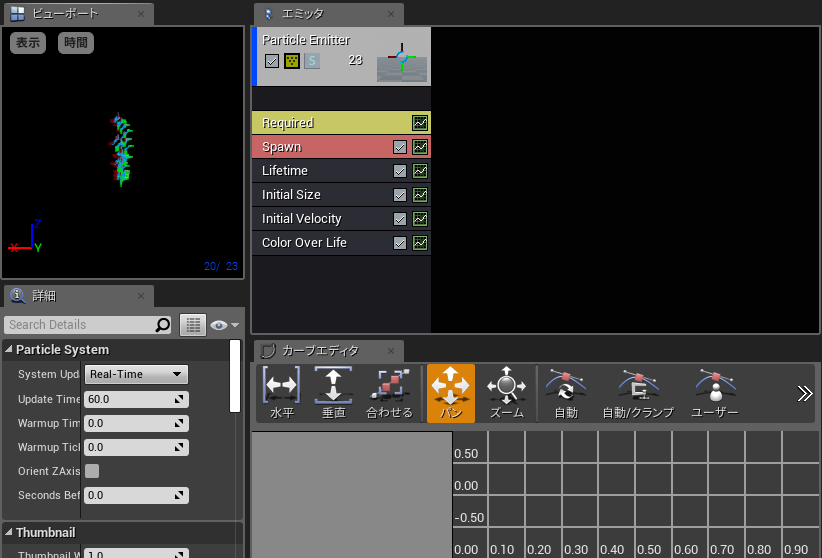 ビューポート
表示
時間
X
Z
Y
20/ 23
エミッタ
Particle Emitter
S
23
Required
Spawn
Lifetime
Initial Size
Initial Velocity
Color Over Life
詳細
Search Details
Particle System
System Upda
Real-Time
Update Time
60.0
Warmup Tim
0.0
Warmup Tick
0.0
Orient ZAxis
Seconds Bef
0.0
Thumbnail
Thumbnail W
1.0
カーブエディタ
水平
垂直
合わせる
パン
ズーム
自動
自動/クランプ
ユーザー
0.50
0.00
-0.50
0.00 0.10 0.20 0.30 0.40 0.50 0.60 0.70 0.80 0.90